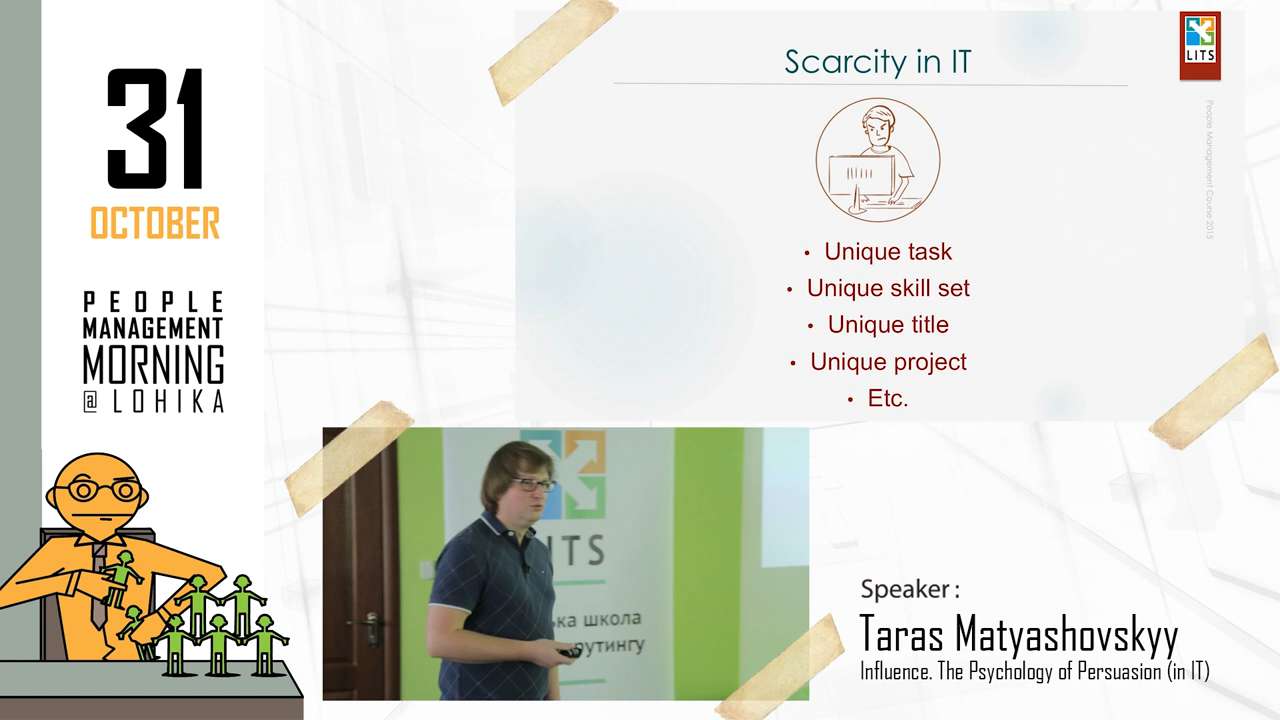 31
OCTOBER
PEOPLE
MANAGEMENT
MORNING
@ LOHIKA
Scarcity in IT
• Unique task
• Unique skill set
• Unique title
• Unique project
• Etc.
LITS
People Management Course 2015
ITS
ька школа
рутингу
Speaker :
Taras Matyashovskyy
Influence. The Psychology of Persuasion (in IT)